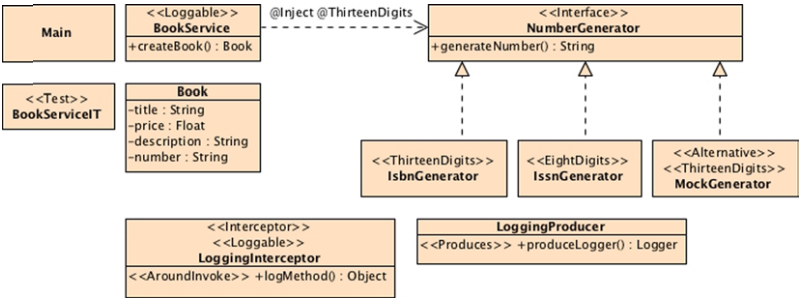 Main
<<Loggable>>
BookService
+createBook() : Book
@Inject @ThirteenDigits
<<Interface>>
NumberGenerator
+generateNumber() : String
<<Test>>
BookServiceIT
Book
-title : String
-price : Float
-description : String
-number : String
<<ThirteenDigits>>
IsbnGenerator
<<EightDigits>>
IssnGenerator
<<Alternative>>
<<ThirteenDigits>>
MockGenerator
<<Interceptor>>
<<Loggable>>
LoggingInterceptor
<<AroundInvoke>> +logMethod() : Object
LoggingProducer
<<Produces>> +produceLogger() : Logger